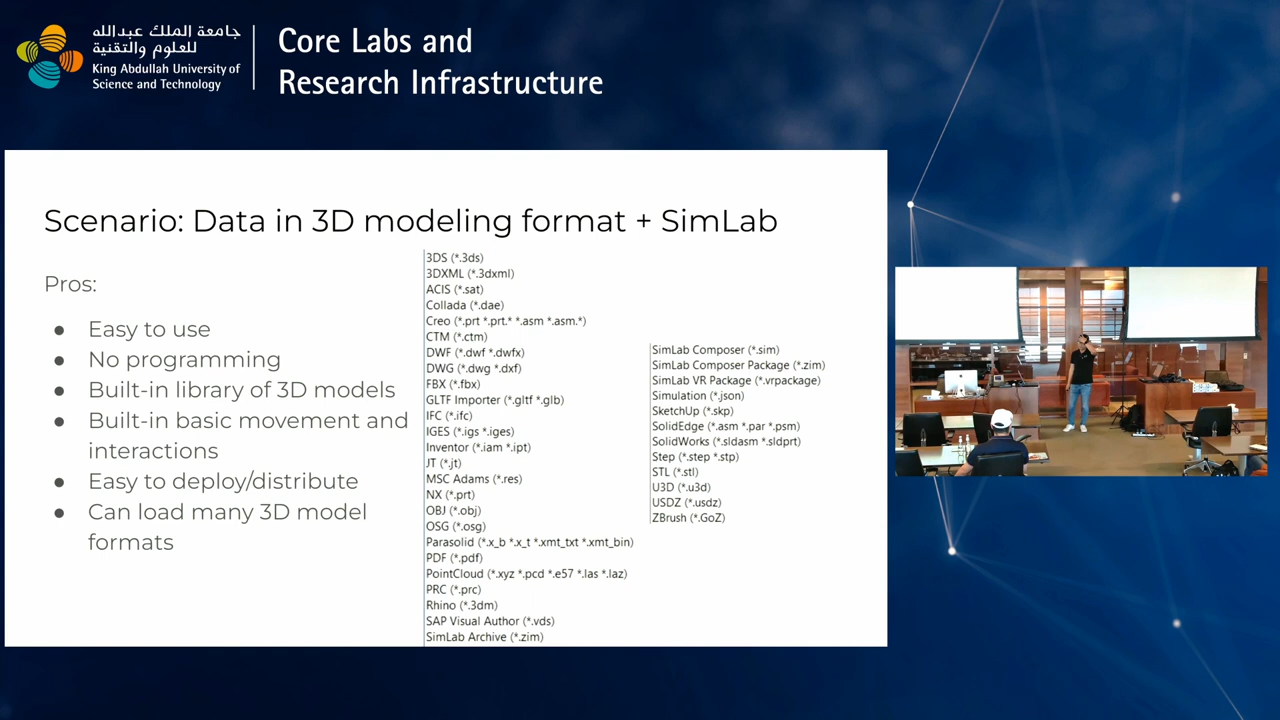 جامعة الملك عبدالله
للعلوم والتقنية
King Abdullah University of
Science and Technology
Core Labs and
Research Infrastructure
Scenario: Data in 3D modeling format + SimLab
Pros:
● Easy to use
● No programming
● Built-in library of 3D models
● Built-in basic movement and
interactions
● Easy to deploy/distribute
● Can load many 3D model
formats
3DS (*.3ds)
3DXML (*.3dxml)
ACIS (*.sat)
Collada (*.dae)
Creo (*.prt *.prt.* *.asm *.asm.*)
CTM (*.ctm)
DWF (*.dwf *.dwfx)
DWG (*.dwg *.dxf)
FBX (*.fbx)
GLTF Importer (*.gltf *.glb)
IFC (*.ifc)
IGES (*.igs *.iges)
Inventor (*.iam *.ipt)
JT (*.jt)
MSC Adams (*.res)
NX (*.prt)
OBJ (*.obj)
OSG (*.osg)
Parasolid (*.x_b *.x_t *.xmt_txt *.xmt_bin)
PDF (*.pdf)
PointCloud (*.xyz *.pcd *.e57 *.las *.laz)
PRC (*.prc)
Rhino (*.3dm)
SAP Visual Author (*.vds)
SimLab Archive (*.zim)
SimLab Composer (*.sim)
SimLab Composer Package (*.zim)
SimLab VR Package (*.vrpackage)
Simulation (*.json)
SketchUp (*.skp)
SolidEdge (*.asm *.par *.psm)
SolidWorks (*.sldasm *.sldprt)
Step (*.step *.stp)
STL (*.stl)
U3D (*.u3d)
USDZ (*.usdz)
ZBrush (*.GoZ)